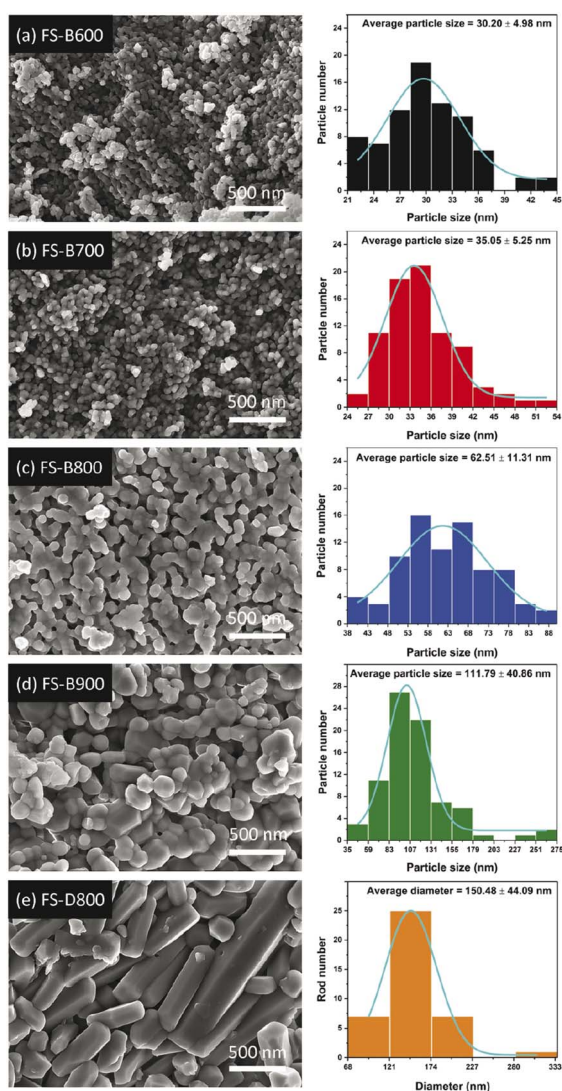 (a) FS-B600
500 nm
Average particle size = 30.20 ± 4.98 nm
Particle number
20
16
12
8
4
0
21 24 27 30 33 36 39 42 45
Particle size (nm)
(b) FS-B700
500 nm
Average particle size = 35.05 ± 5.25 nm
Particle number
24
20
16
12
8
4
0
24 27 30 33 36 39 42 45 48 51 54
Particle size (nm)
(c) FS-B800
500 nm
Average particle size = 62.51 ± 11.31 nm
Particle number
20
16
12
8
4
0
38 43 48 53 58 63 68 73 78 83 88
Particle size (nm)
(d) FS-B900
500 nm
Average particle size = 111.79 ± 40.86 nm
Particle number
28
24
20
16
12
8
4
0
35 59 83 107 131 155 179 203 227 251 275
Particle size (nm)
(e) FS-D800
500 nm
Average diameter = 150.48 ± 44.09 nm
Rod number
25
20
15
10
5
0
68 121 174 227 280 333
Diameter (nm)